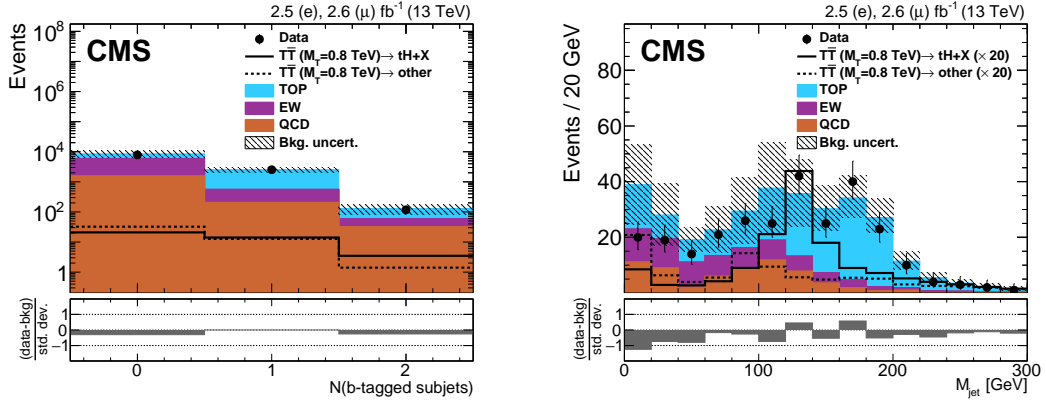 2.5 (e), 2.6 (μ) fb⁻¹ (13 TeV)
CMS
Data
TT̅ (M_T=0.8 TeV)→ tH+X
TT̅ (M_T=0.8 TeV)→ other
TOP
EW
QCD
Bkg. uncert.
Events
10⁸
10⁷
10⁶
10⁵
10⁴
10³
10²
10
1
(data-bkg)
std. dev.
1
0
−1
0
1
2
N(b-tagged subjets)
2.5 (e), 2.6 (μ) fb⁻¹ (13 TeV)
CMS
Data
TT̅ (M_T=0.8 TeV)→ tH+X (× 20)
TT̅ (M_T=0.8 TeV)→ other (× 20)
TOP
EW
QCD
Bkg. uncert.
Events / 20 GeV
80
60
40
20
(data-bkg)
std. dev.
1
0
−1
0
100
200
300
M_jet [GeV]